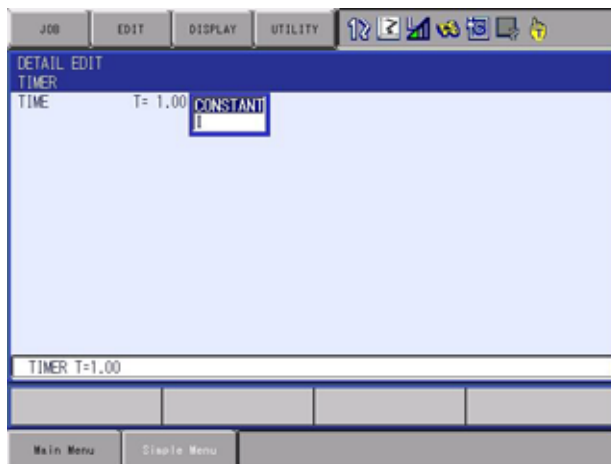 JOB EDIT DISPLAY UTILITY
DETAIL EDIT
TIMER
TIME T= 1.00 CONSTANT
I
TIMER T=1.00
Main Menu Simple Menu